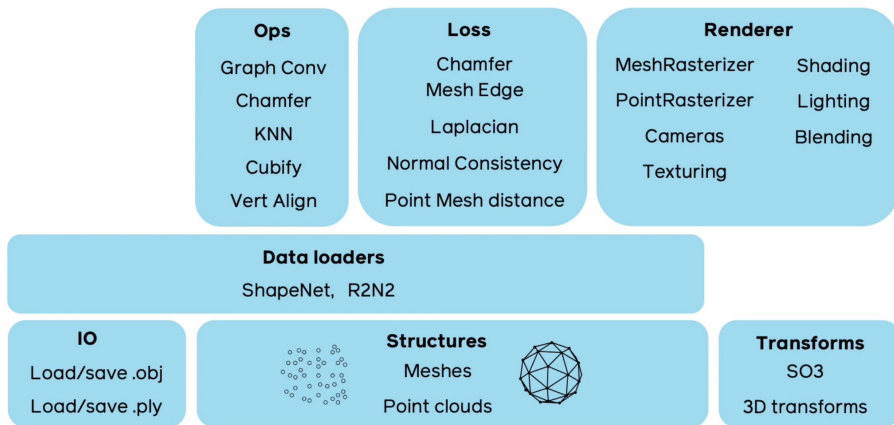 Ops
Graph Conv
Chamfer
KNN
Cubify
Vert Align
Loss
Chamfer
Mesh Edge
Laplacian
Normal Consistency
Point Mesh distance
Renderer
MeshRasterizer
PointRasterizer
Cameras
Texturing
Shading
Lighting
Blending
Data loaders
ShapeNet, R2N2
IO
Load/save .obj
Load/save .ply
Structures
Meshes
Point clouds
Transforms
SO3
3D transforms